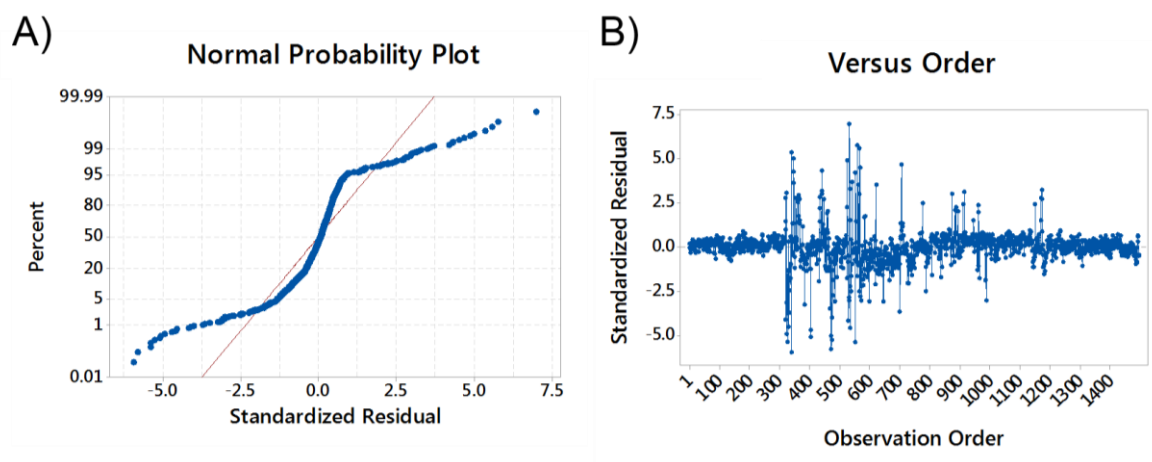 A)
Normal Probability Plot
99.99
99
95
80
50
20
5
1
0.01
Percent
-5.0 -2.5 0.0 2.5 5.0 7.5
Standardized Residual
B)
Versus Order
7.5
5.0
2.5
0.0
-2.5
-5.0
Standardized Residual
1 100 200 300 400 500 600 700 800 900 1000 1100 1200 1300 1400
Observation Order